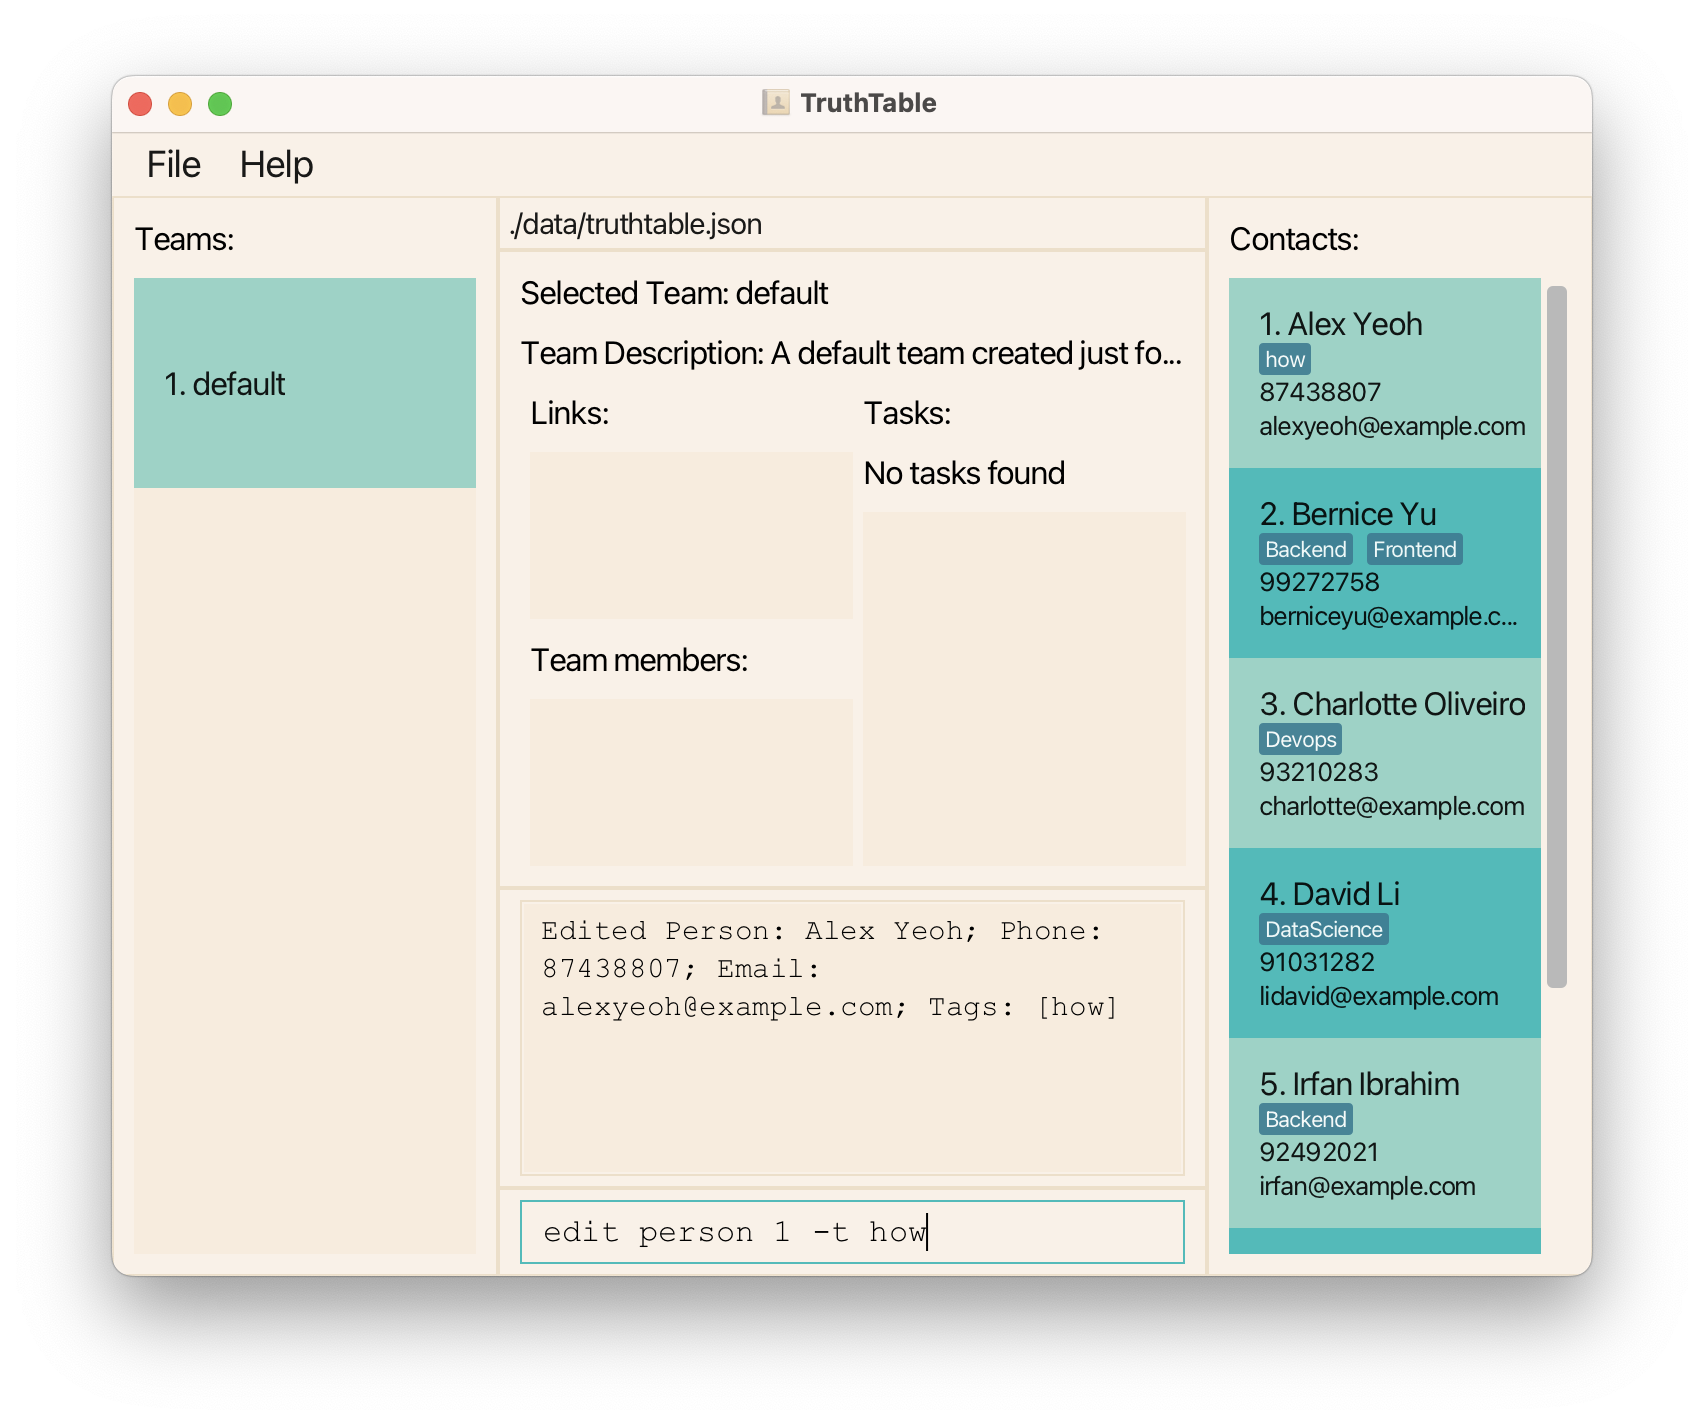 TruthTable
File Help
Teams:
1. default
./data/truthtable.json
Selected Team: default
Team Description: A default team created just fo...
Links:
Tasks:
No tasks found
Team members:
Edited Person: Alex Yeoh; Phone:
87438807; Email:
alexyeoh@example.com; Tags: [how]
edit person 1 -t how
Contacts:
1. Alex Yeoh
how
87438807
alexyeoh@example.com
2. Bernice Yu
Backend Frontend
99272758
berniceyu@example.c...
3. Charlotte Oliveiro
Devops
93210283
charlotte@example.com
4. David Li
DataScience
91031282
lidavid@example.com
5. Irfan Ibrahim
Backend
92492021
irfan@example.com